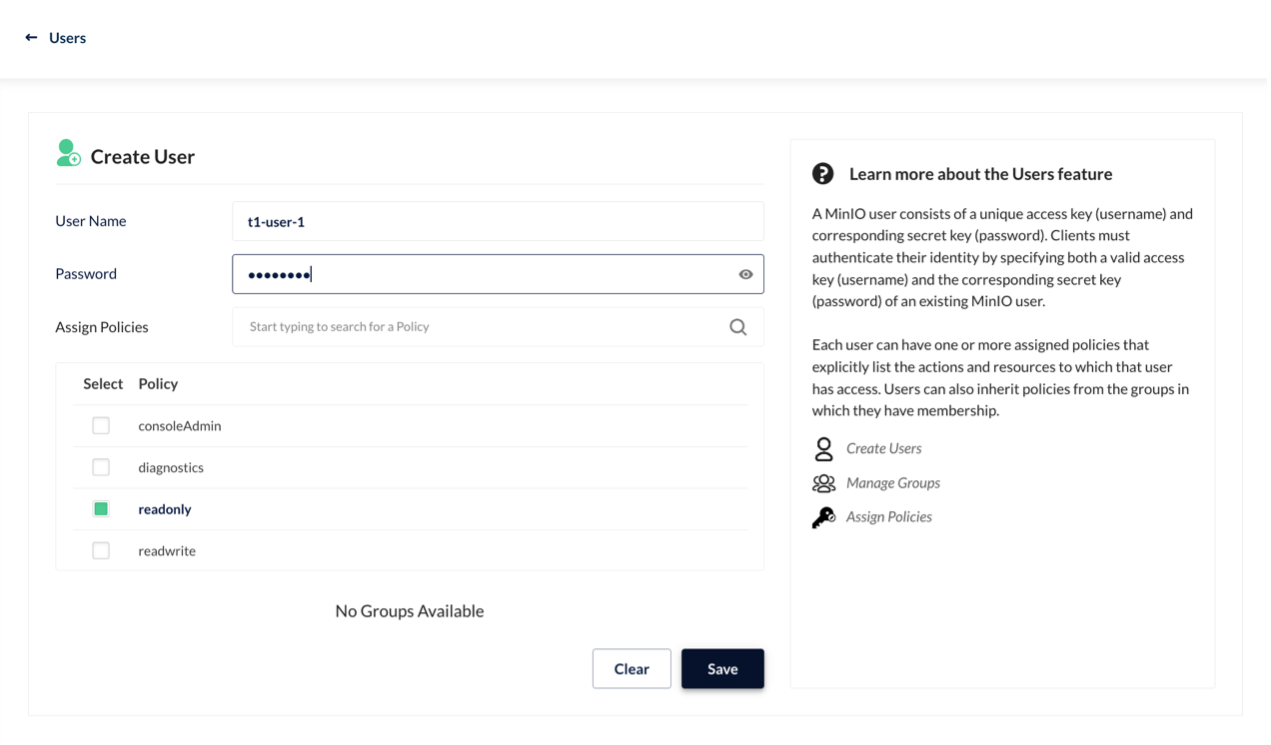 ← Users
Create User
User Name
t1-user-1
Password
••••••••
Assign Policies
Start typing to search for a Policy
Select Policy
consoleAdmin
diagnostics
readonly
readwrite
No Groups Available
Clear
Save
Learn more about the Users feature
A MinIO user consists of a unique access key (username) and
corresponding secret key (password). Clients must
authenticate their identity by specifying both a valid access
key (username) and the corresponding secret key
(password) of an existing MinIO user.
Each user can have one or more assigned policies that
explicitly list the actions and resources to which that user
has access. Users can also inherit policies from the groups in
which they have membership.
Create Users
Manage Groups
Assign Policies